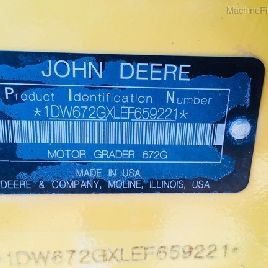 JOHN DEERE
Product Identification Number
*1DW672GXLEF659221*
MOTOR GRADER 672G
MADE IN USA
DEERE & COMPANY, MOLINE, ILLINOIS, USA
*1DW672GXLEF659221*